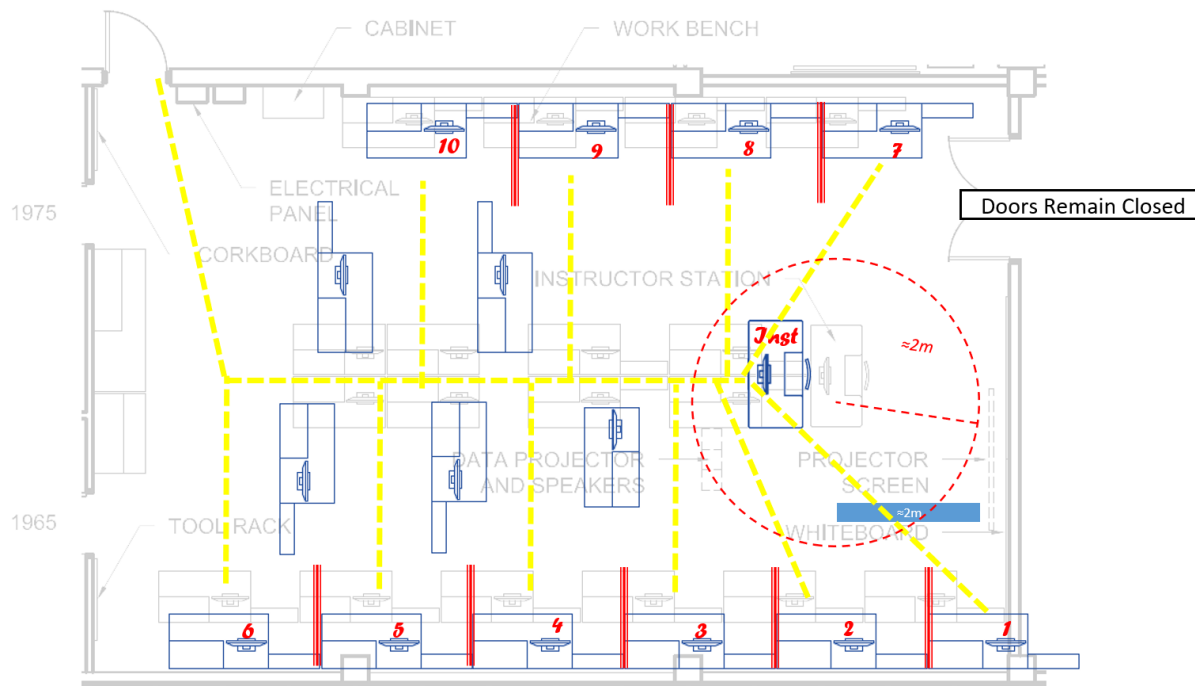 CABINET
WORK BENCH
10
9
8
7
ELECTRICAL
PANEL
1975
Doors Remain Closed
CORKBOARD
INSTRUCTOR STATION
Inst
≈2m
DATA PROJECTOR
AND SPEAKERS
PROJECTOR
SCREEN
≈2m
1965
TOOL RACK
WHITEBOARD
6
5
4
3
2
1